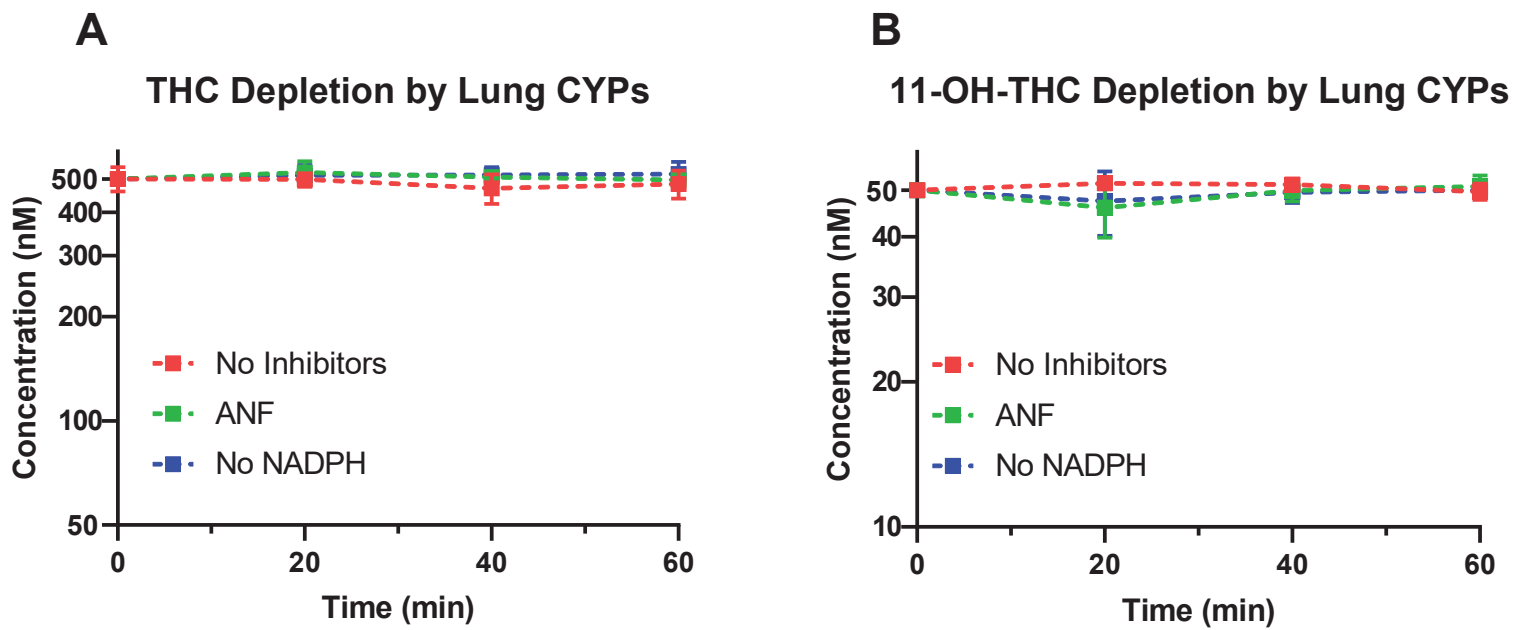 A
THC Depletion by Lung CYPs
Concentration (nM)
500
400
300
200
100
50
No Inhibitors
ANF
No NADPH
0
20
40
60
Time (min)
B
11-OH-THC Depletion by Lung CYPs
Concentration (nM)
50
40
30
20
10
No Inhibitors
ANF
No NADPH
0
20
40
60
Time (min)